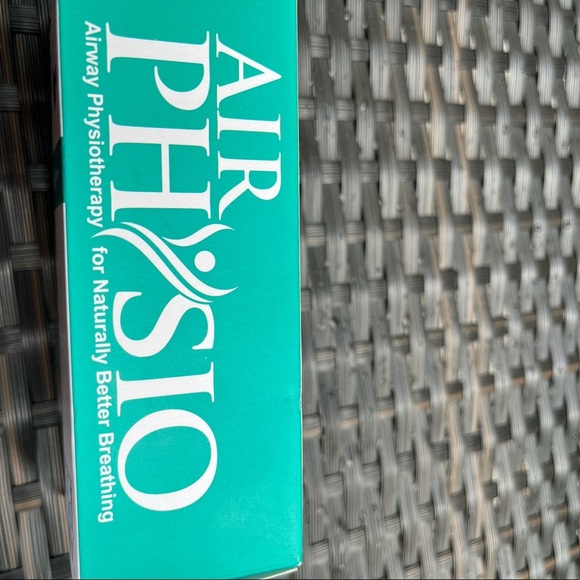 AIR
PHYSIO
Airway Physiotherapy for Naturally Better Breathing